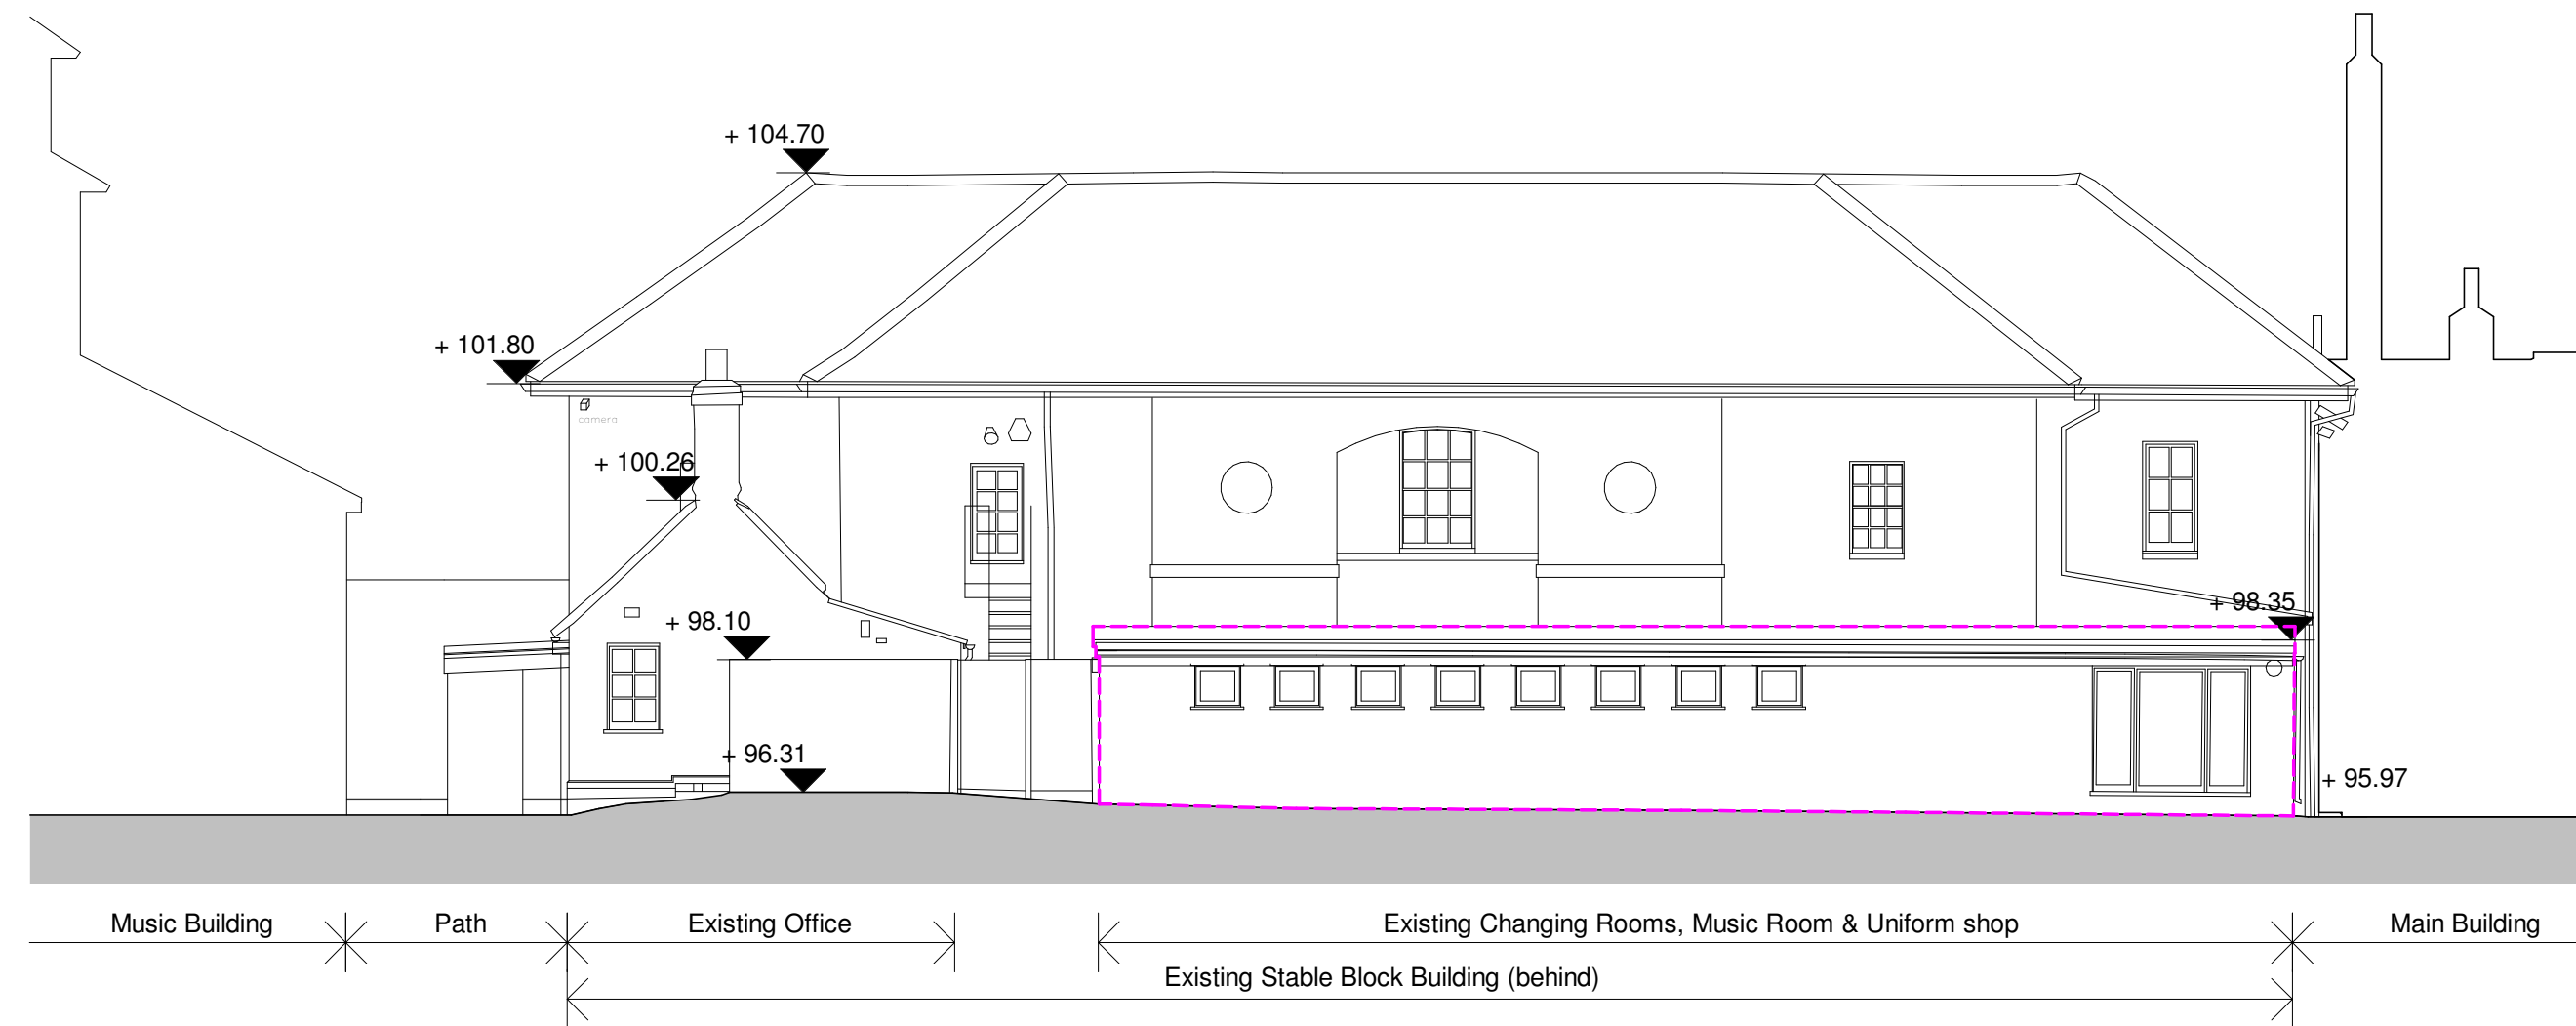 + 104.70
+ 101.80
camera
+ 100.26
+ 98.35
+ 98.10
+ 96.31
+ 95.97
Music Building
Path
Existing Office
Existing Changing Rooms, Music Room & Uniform shop
Main Building
Existing Stable Block Building (behind)